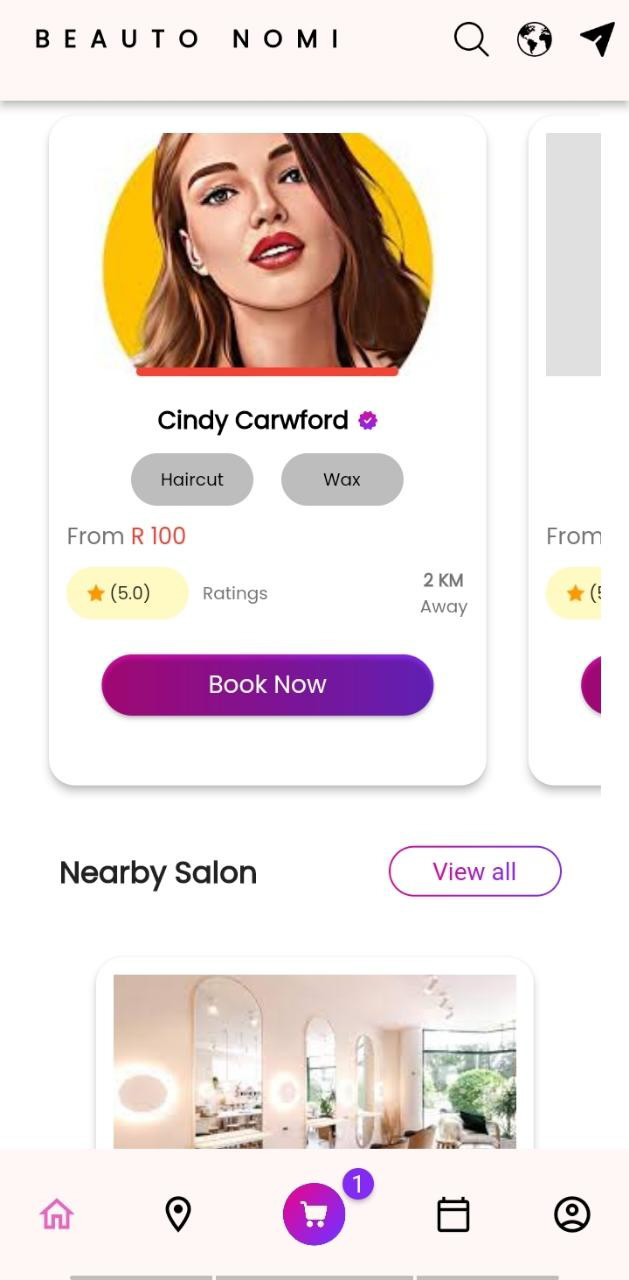 BEAUTO NOMI
Cindy Carwford
Haircut Wax
From R 100
From
(5.0) Ratings
2 KM
Away
Book Now
Nearby Salon
View all
1